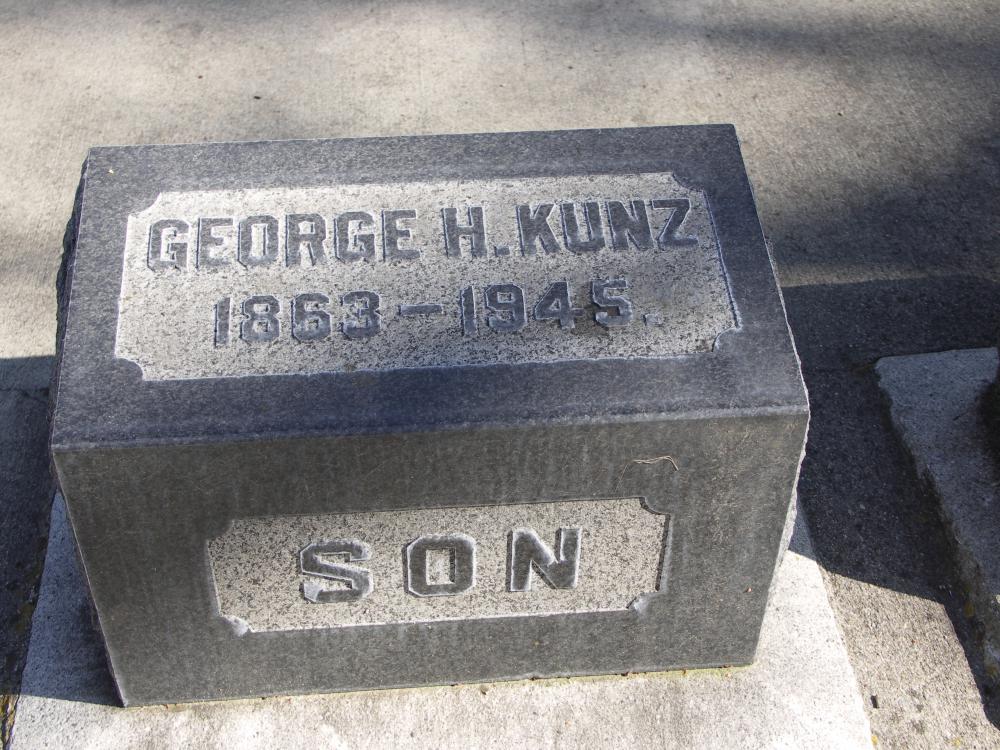 GEORGE H. KUNZ
1863-1945.
SON